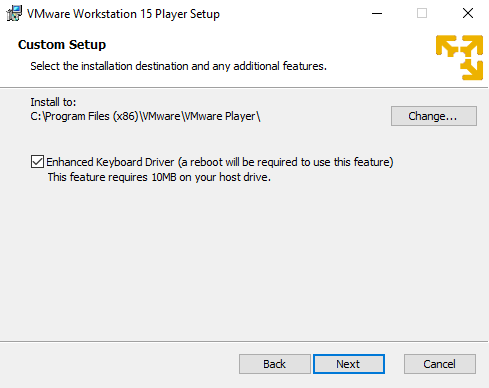 VMware Workstation 15 Player Setup
Custom Setup
Select the installation destination and any additional features.
Install to:
C:\Program Files (x86)\VMware\VMware Player\
Change...
Enhanced Keyboard Driver (a reboot will be required to use this feature)
This feature requires 10MB on your host drive.
Back
Next
Cancel